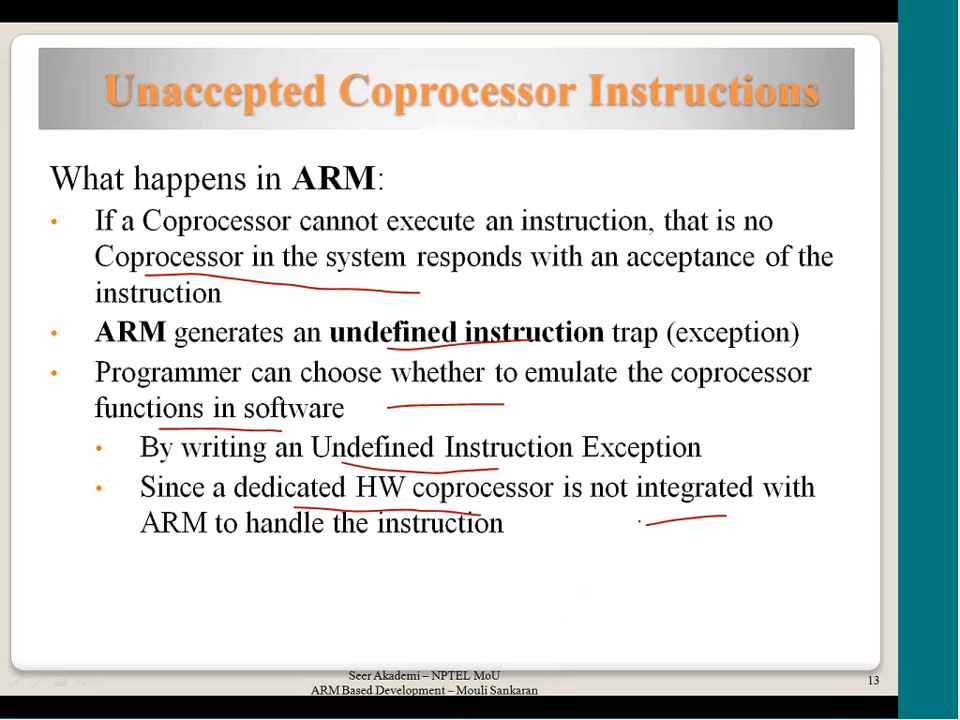 Unaccepted Coprocessor Instructions
What happens in ARM:
• If a Coprocessor cannot execute an instruction, that is no
Coprocessor in the system responds with an acceptance of the
instruction
• ARM generates an undefined instruction trap (exception)
• Programmer can choose whether to emulate the coprocessor
functions in software
• By writing an Undefined Instruction Exception
• Since a dedicated HW coprocessor is not integrated with
ARM to handle the instruction
Seer Akademi – NPTEL MoU
ARM Based Development – Mouli Sankaran
13